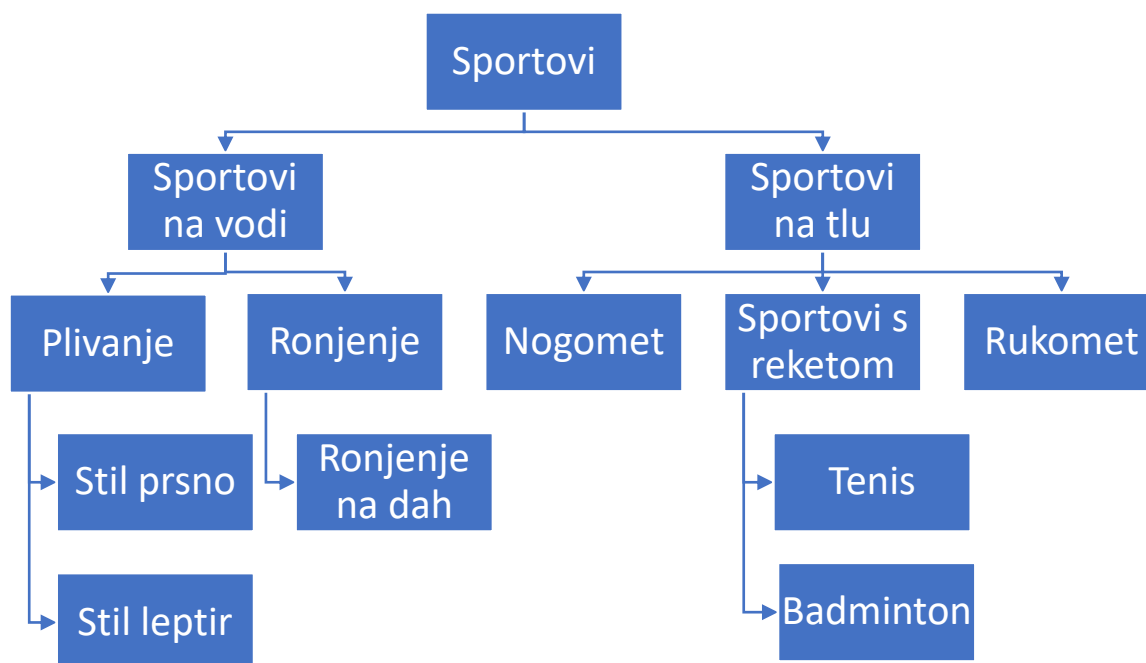 Sportovi
Sportovi
na vodi
Sportovi
na tlu
Plivanje
Ronjenje
Nogomet
Sportovi s
reketom
Rukomet
Stil prsno
Ronjenje
na dah
Tenis
Stil leptir
Badminton